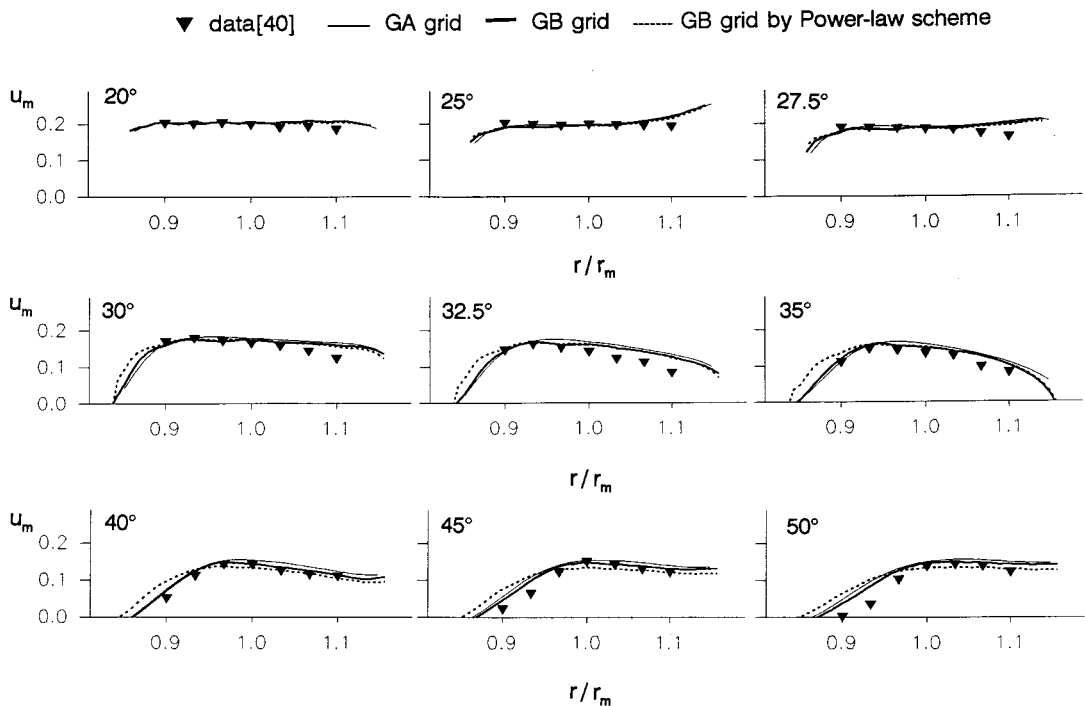 ▼ data[40] — GA grid — GB grid ----- GB grid by Power-law scheme
u_m 20° 25° 27.5°
0.2
0.1
0.0
0.9 1.0 1.1 0.9 1.0 1.1 0.9 1.0 1.1
r/r_m
u_m 30° 32.5° 35°
0.2
0.1
0.0
0.9 1.0 1.1 0.9 1.0 1.1 0.9 1.0 1.1
r/r_m
u_m 40° 45° 50°
0.2
0.1
0.0
0.9 1.0 1.1 0.9 1.0 1.1 0.9 1.0 1.1
r/r_m